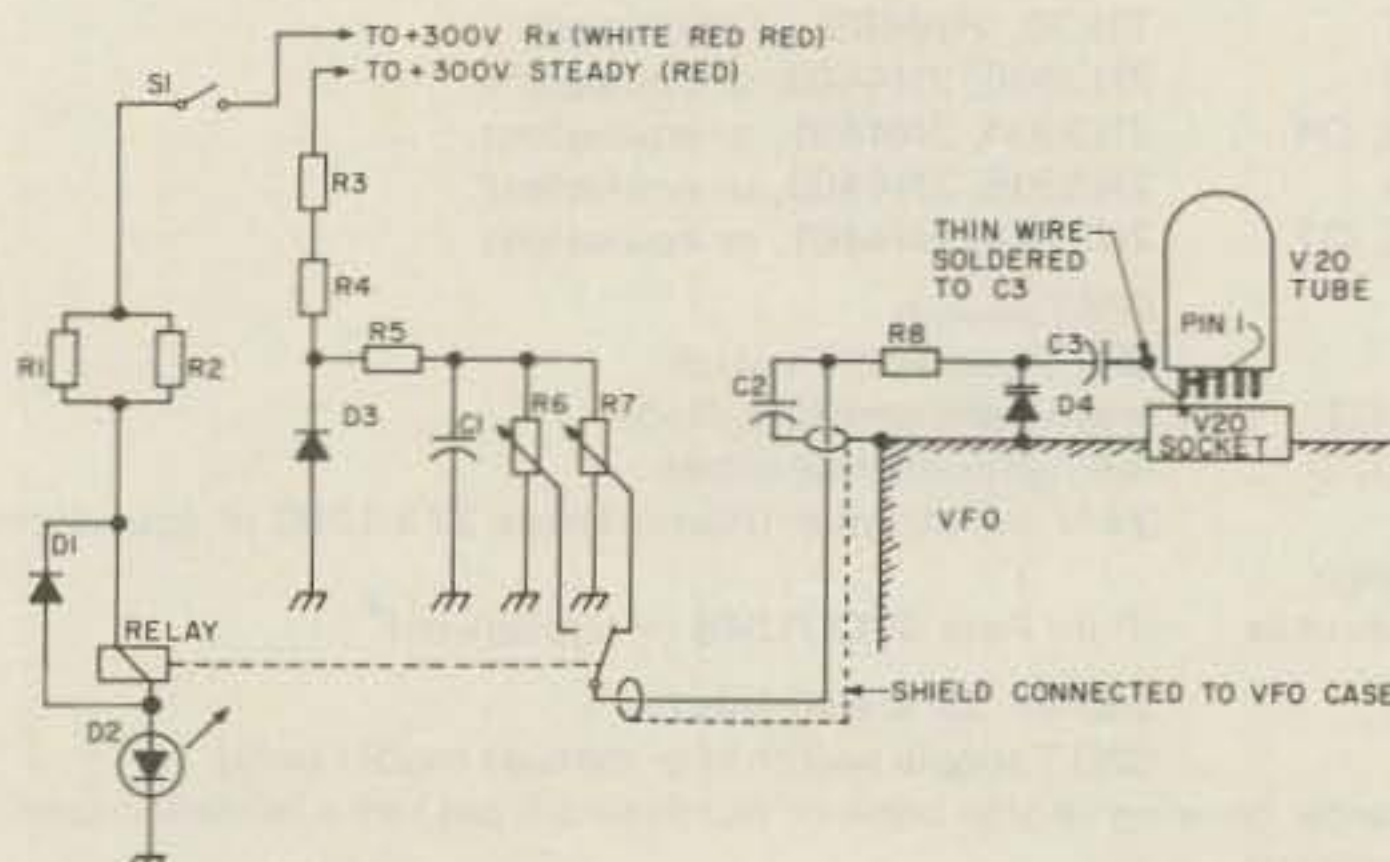 TO +300V Rx (WHITE RED RED)
TO +300V STEADY (RED)
S1
R3
R4
R5
R1
R2
D3
C1
R6
R7
D1
RELAY
D2
THIN WIRE
SOLDERED
TO C3
V20
TUBE
PIN 1
R8
C3
C2
D4
V20
SOCKET
VFO
SHIELD CONNECTED TO VFO CASE